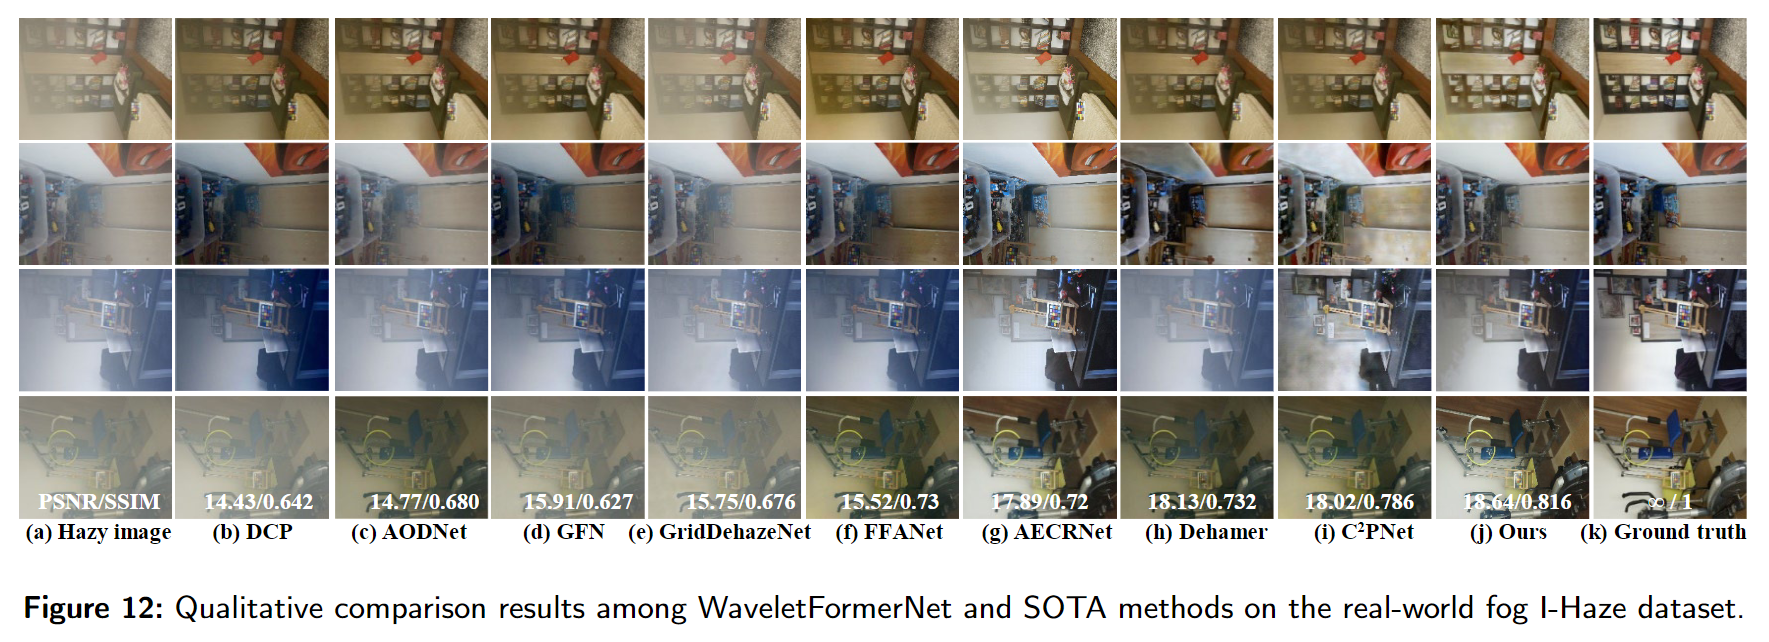 PSNR/SSIM 14.43/0.642 14.77/0.680 15.91/0.627 15.75/0.676 15.52/0.73 17.89/0.72 18.13/0.732 18.02/0.786 18.64/0.816 ∞/1
(a) Hazy image (b) DCP (c) AODNet (d) GFN (e) GridDehazeNet (f) FFANet (g) AECRNet (h) Dehamer (i) C²PNet (j) Ours (k) Ground truth
Figure 12: Qualitative comparison results among WaveletFormerNet and SOTA methods on the real-world fog I-Haze dataset.